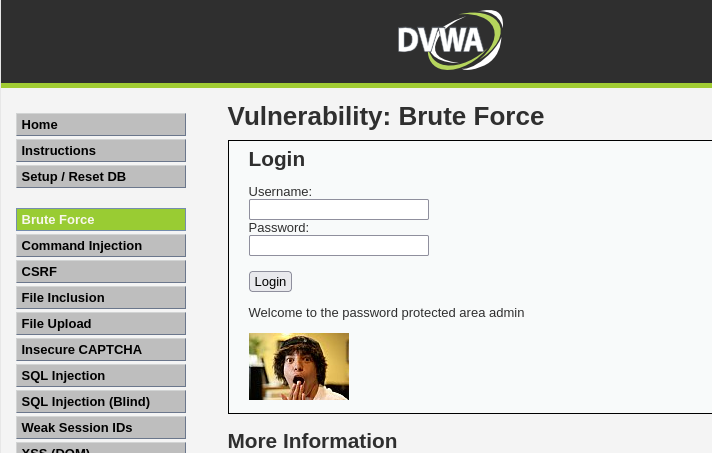 DVWA
Vulnerability: Brute Force
Home
Instructions
Setup / Reset DB
Brute Force
Command Injection
CSRF
File Inclusion
File Upload
Insecure CAPTCHA
SQL Injection
SQL Injection (Blind)
Weak Session IDs
XSS (DOM)
Login
Username:
Password:
Login
Welcome to the password protected area admin
More Information